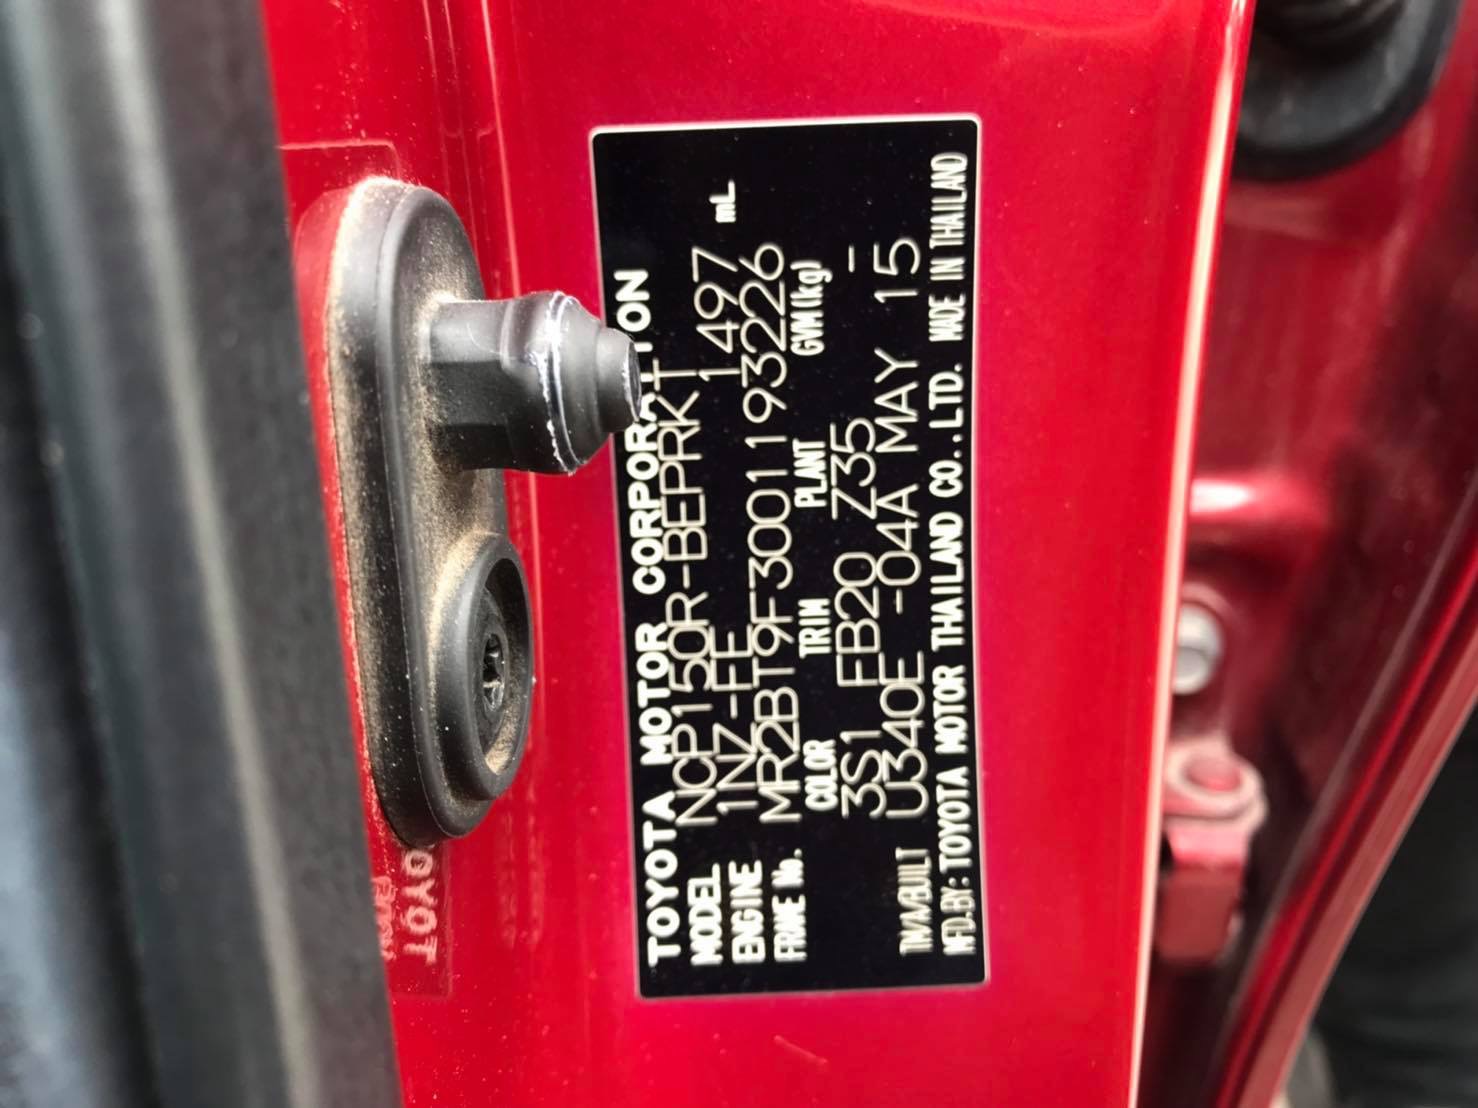 TOYOTA MOTOR CORPORATION
MODEL NCP150R-BEPRKT
ENGINE 1NZ-FE 1497 mL
FRAME No. MR2BT9F3001193226
COLOR TRIM PLANT GVM(kg)
3S1 FB20 Z35 -
TM/A/BUILT U340E -04A MAY 15
MFD.BY: TOYOTA MOTOR THAILAND CO.,LTD. MADE IN THAILAND